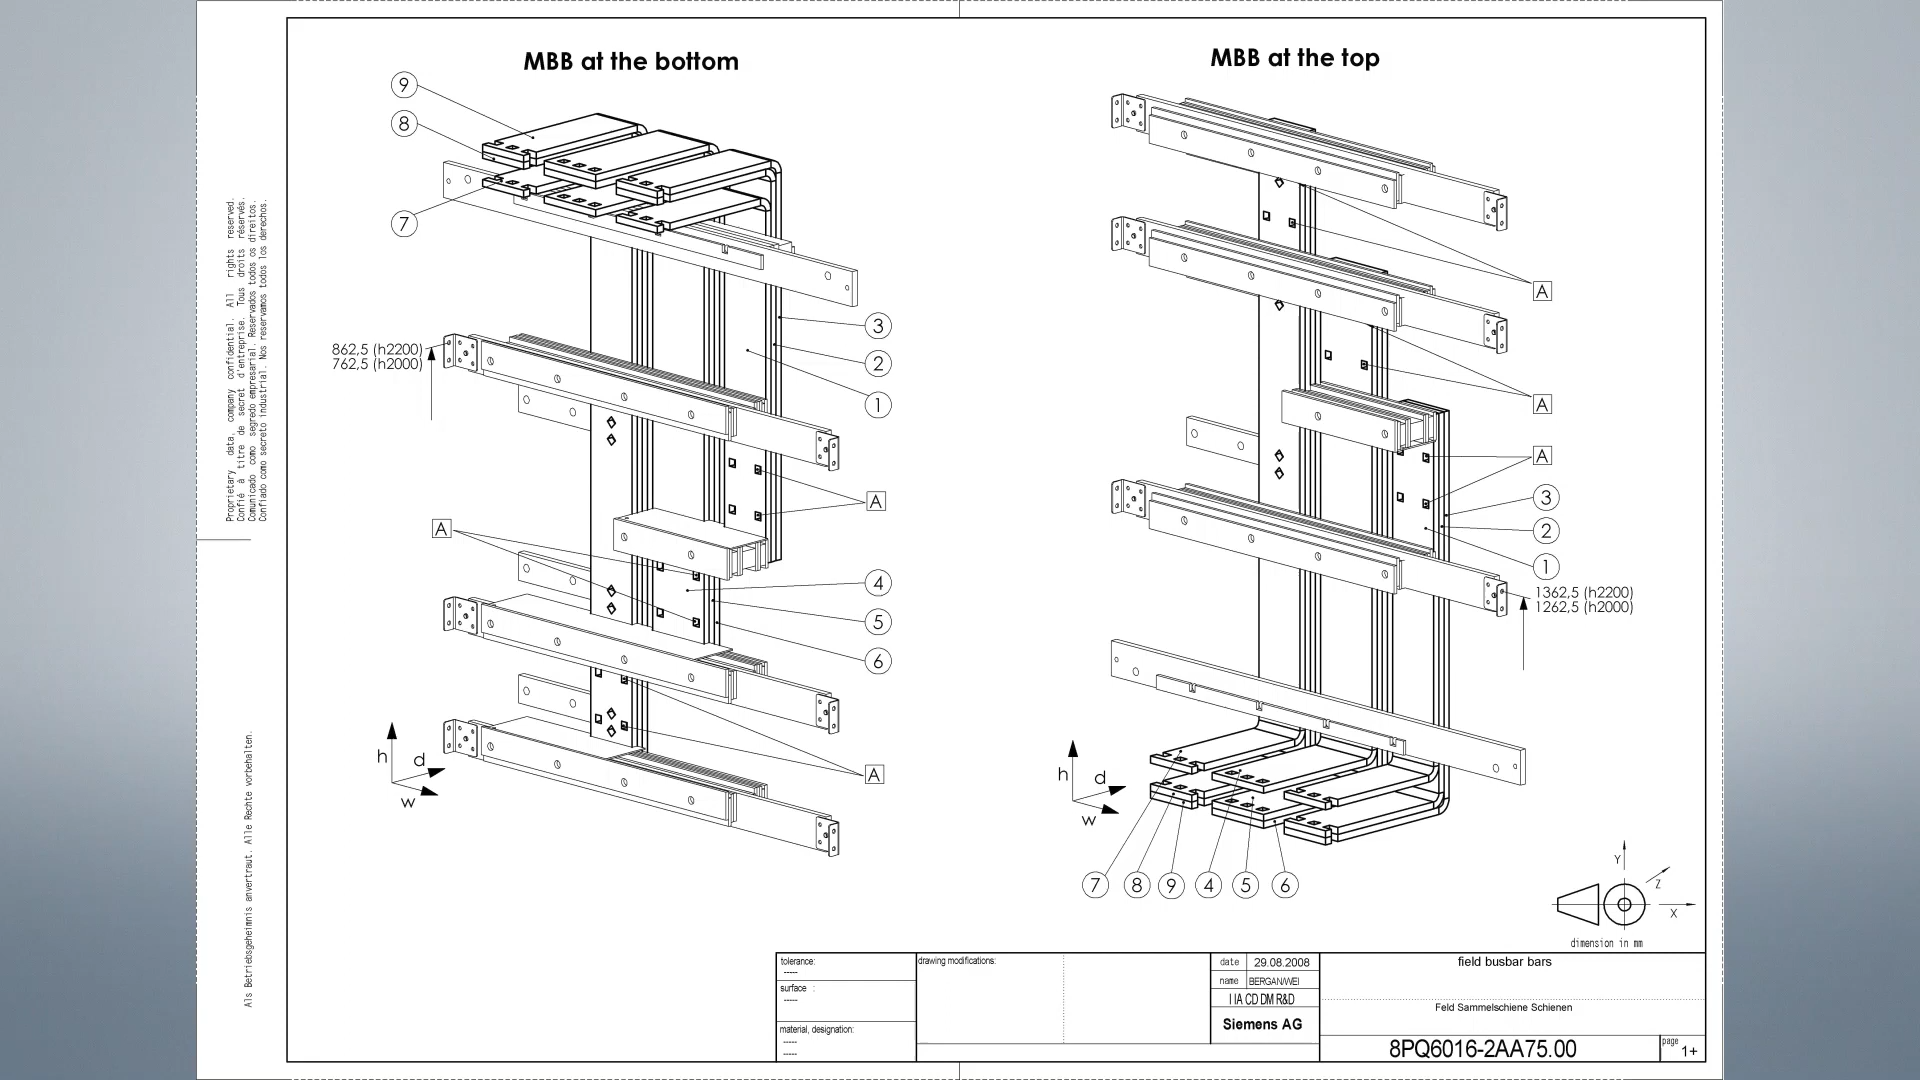 MBB at the bottom
9
8
7
3
2
1
862,5 (h2200)
762,5 (h2000)
A
A
4
5
6
A
h
d
w
MBB at the top
A
A
A
3
2
1
1362,5 (h2200)
1262,5 (h2000)
h
d
w
7
8
9
4
5
6
Y
Z
X
dimension in mm
Proprietary data, company confidential. All rights reserved.
Confié à titre de secret d'entreprise. Tous droits réservés.
Comunicado como segredo empresarial. Reservados todos os direitos.
Confiado como secreto industrial. Nos reservamos todos los derechos.
Als Betriebsgeheimnis anvertraut. Alle Rechte vorbehalten.
tolerance:
-----
surface :
-----
material, designation:
-----
-----
drawing modifications:
date 29.08.2008
name BERGAN/WEI
I IA CD DM R&D
Siemens AG
field busbar bars
Feld Sammelschiene Schienen
8PQ6016-2AA75.00
page
1+